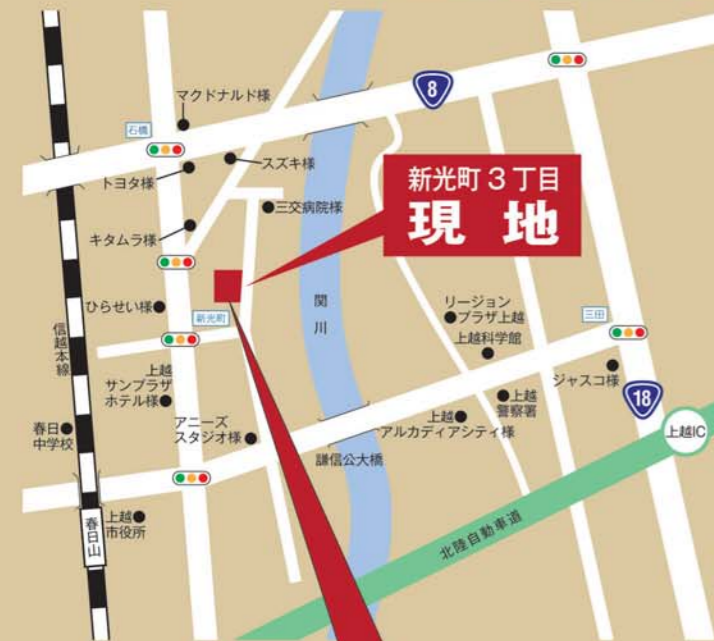 8
マクドナルド様
石橋
スズキ様
トヨタ様
新光町3丁目
現 地
三交病院様
キタムラ様
ひらせい様
新光町
関川
リージョン
プラザ上越
上越科学館
三田
信越本線
上越
サンプラザ
ホテル様
ジャスコ様
18
上越
警察署
春日
中学校
アニーズ
スタジオ様
上越
アルカディアシティ様
上越IC
謙信公大橋
上越
市役所
春日山
北陸自動車道